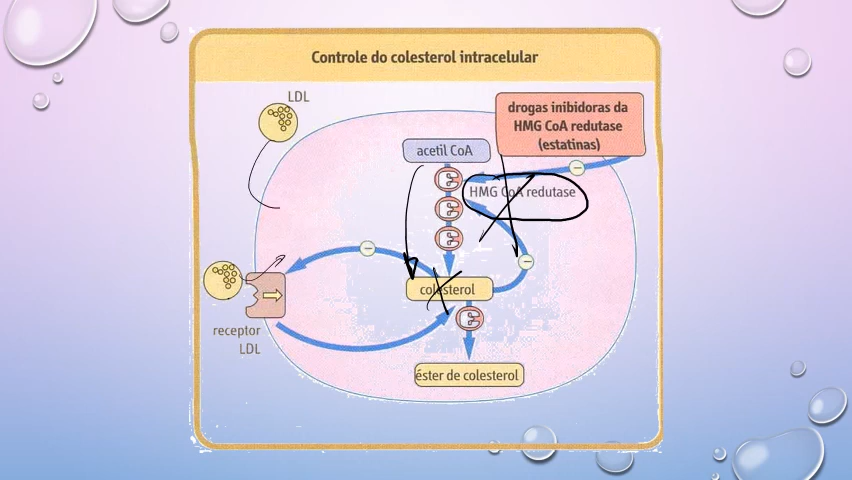 Controle do colesterol intracelular
LDL
drogas inibidoras da
HMG CoA redutase
(estatinas)
acetil CoA
HMG CoA redutase
colesterol
receptor
LDL
éster de colesterol